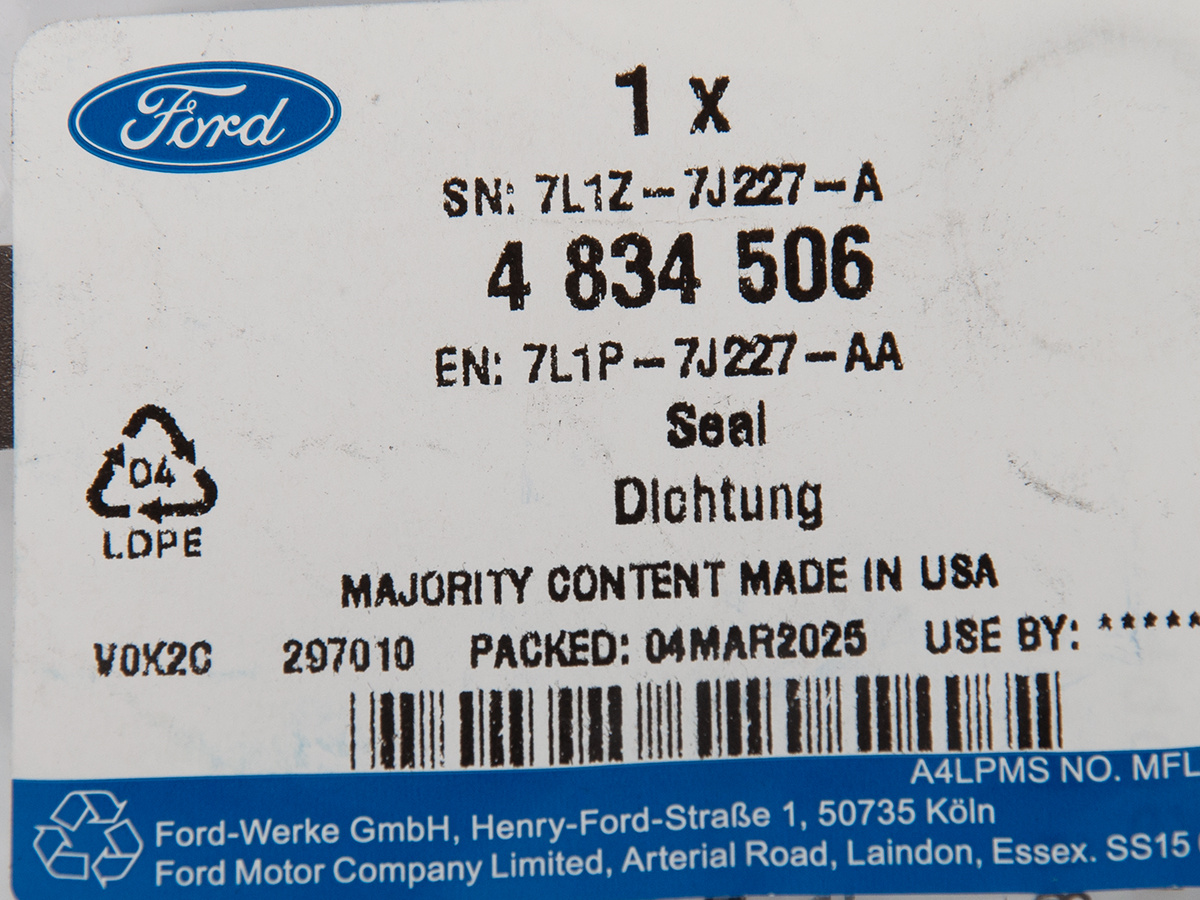 Ford
1 x
SN: 7L1Z-7J227-A
4 834 506
EN: 7L1P-7J227-AA
Seal
Dichtung
04
LDPE
MAJORITY CONTENT MADE IN USA
V0X2C 297010 PACKED: 04MAR2025 USE BY: *****
A4LPMS NO. MFL
Ford-Werke GmbH, Henry-Ford-Straße 1, 50735 Köln
Ford Motor Company Limited, Arterial Road, Laindon, Essex. SS15